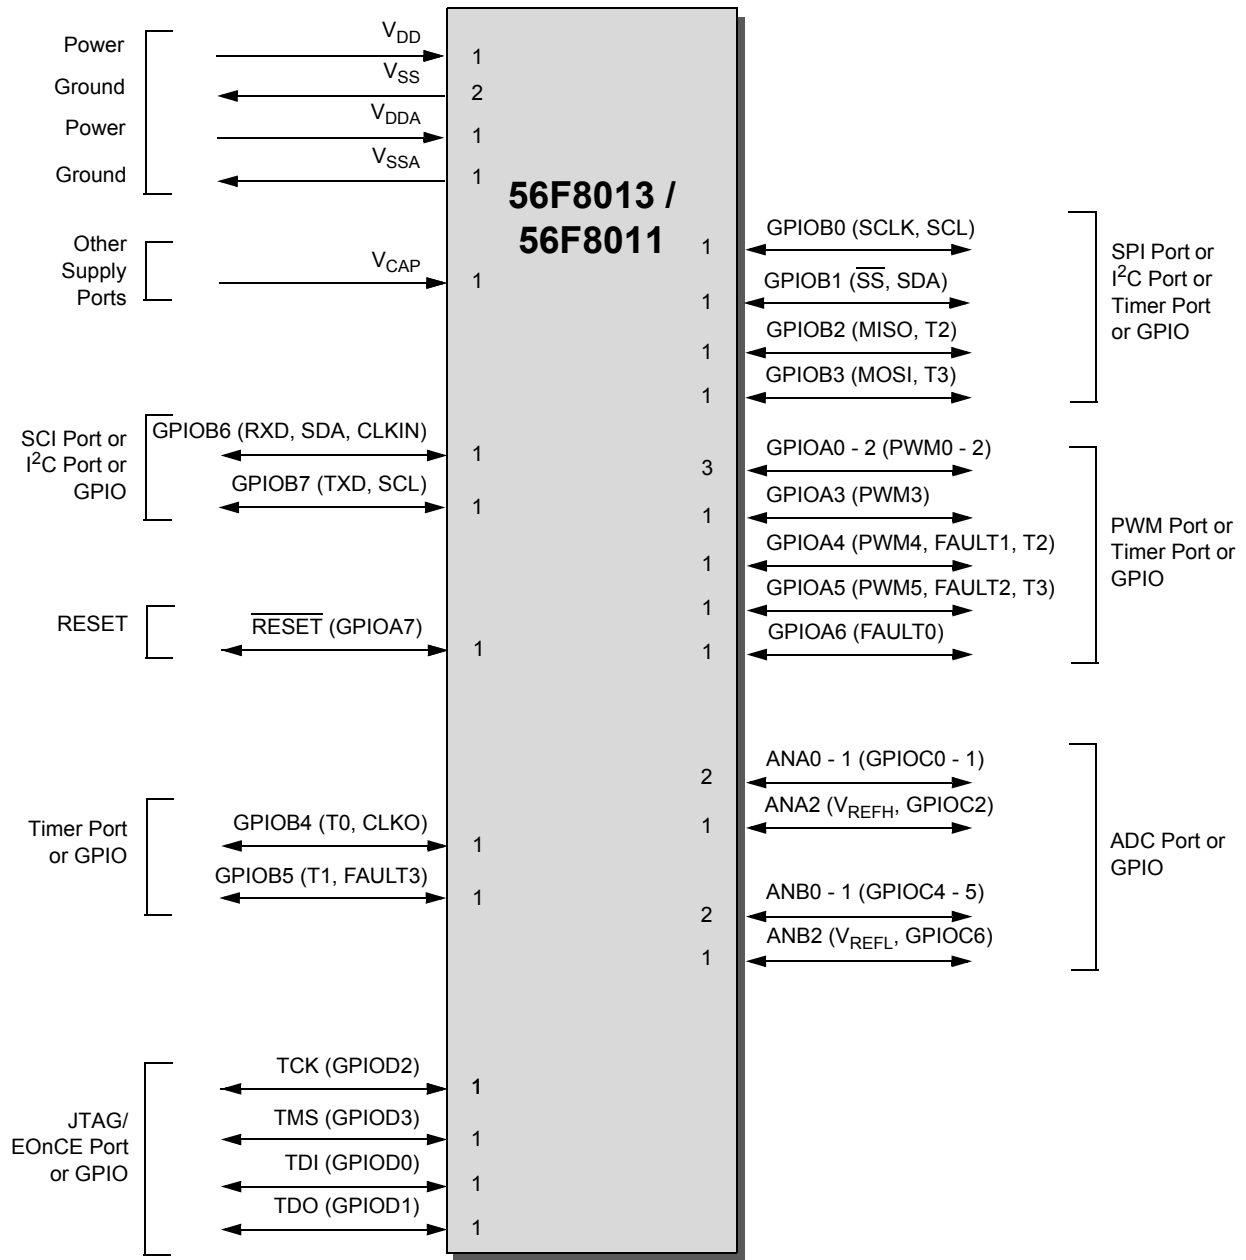 Power
V_DD
1
Ground
V_SS
2
Power
V_DDA
1
Ground
V_SSA
1
56F8013 /
56F8011
Other
Supply
Ports
V_CAP
1
SCI Port or
I²C Port or
GPIO
GPIOB6 (RXD, SDA, CLKIN)
1
GPIOB7 (TXD, SCL)
1
RESET
R̅E̅S̅E̅T̅ (GPIOA7)
1
Timer Port
or GPIO
GPIOB4 (T0, CLKO)
1
GPIOB5 (T1, FAULT3)
1
JTAG/
EOnCE Port
or GPIO
TCK (GPIOD2)
1
TMS (GPIOD3)
1
TDI (GPIOD0)
1
TDO (GPIOD1)
1
1
GPIOB0 (SCLK, SCL)
1
GPIOB1 (S̅S̅, SDA)
1
GPIOB2 (MISO, T2)
1
GPIOB3 (MOSI, T3)
SPI Port or
I²C Port or
Timer Port
or GPIO
3
GPIOA0 - 2 (PWM0 - 2)
1
GPIOA3 (PWM3)
1
GPIOA4 (PWM4, FAULT1, T2)
1
GPIOA5 (PWM5, FAULT2, T3)
1
GPIOA6 (FAULT0)
PWM Port or
Timer Port or
GPIO
2
ANA0 - 1 (GPIOC0 - 1)
1
ANA2 (V_REFH, GPIOC2)
2
ANB0 - 1 (GPIOC4 - 5)
1
ANB2 (V_REFL, GPIOC6)
ADC Port or
GPIO